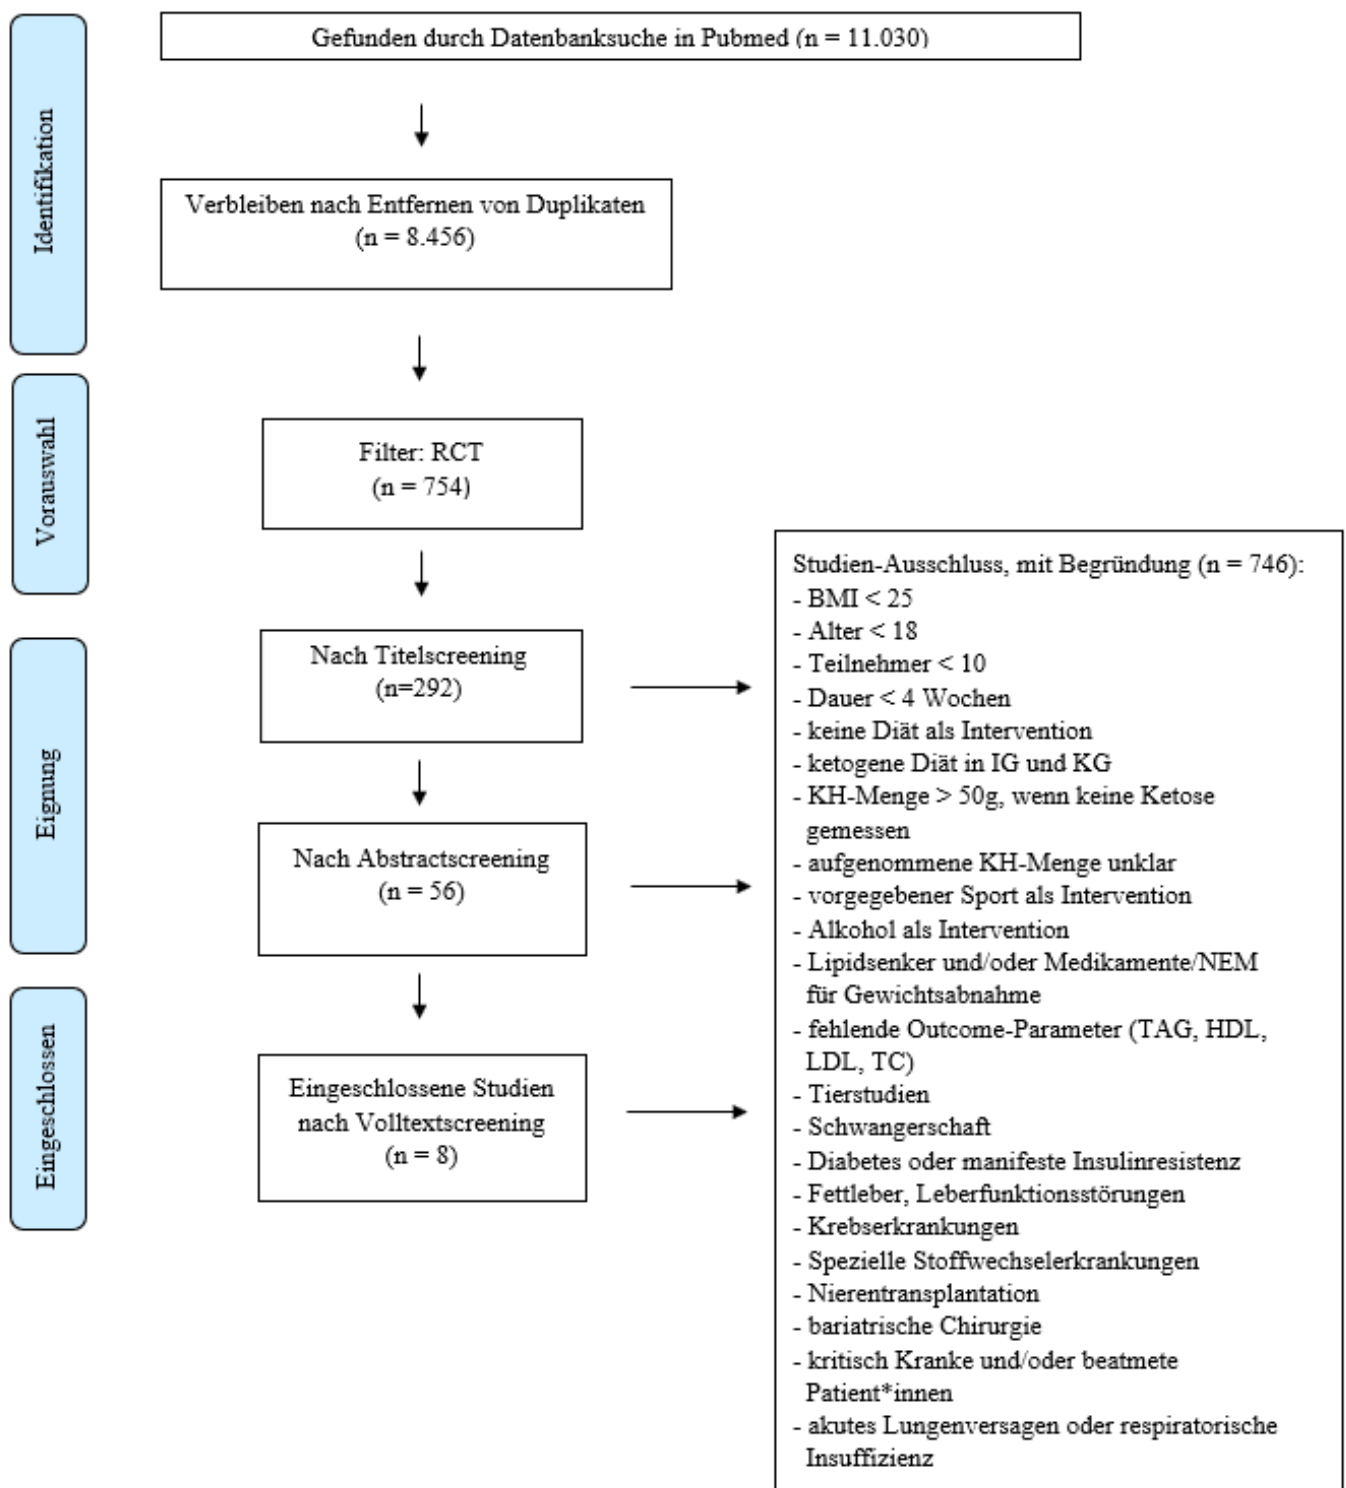 Identifikation
Gefunden durch Datenbanksuche in Pubmed (n = 11.030)
Verbleiben nach Entfernen von Duplikaten
(n = 8.456)
Vorauswahl
Filter: RCT
(n = 754)
Eignung
Nach Titelscreening
(n=292)
Nach Abstractscreening
(n = 56)
Eingeschlossen
Eingeschlossene Studien
nach Volltextscreening
(n = 8)
Studien-Ausschluss, mit Begründung (n = 746):
- BMI < 25
- Alter < 18
- Teilnehmer < 10
- Dauer < 4 Wochen
- keine Diät als Intervention
- ketogene Diät in IG und KG
- KH-Menge > 50g, wenn keine Ketose
gemessen
- aufgenommene KH-Menge unklar
- vorgegebener Sport als Intervention
- Alkohol als Intervention
- Lipidsenker und/oder Medikamente/NEM
für Gewichtsabnahme
- fehlende Outcome-Parameter (TAG, HDL,
LDL, TC)
- Tierstudien
- Schwangerschaft
- Diabetes oder manifeste Insulinresistenz
- Fettleber, Leberfunktionsstörungen
- Krebserkrankungen
- Spezielle Stoffwechselerkrankungen
- Nierentransplantation
- bariatrische Chirurgie
- kritisch Kranke und/oder beatmete
Patient*innen
- akutes Lungenversagen oder respiratorische
Insuffizienz